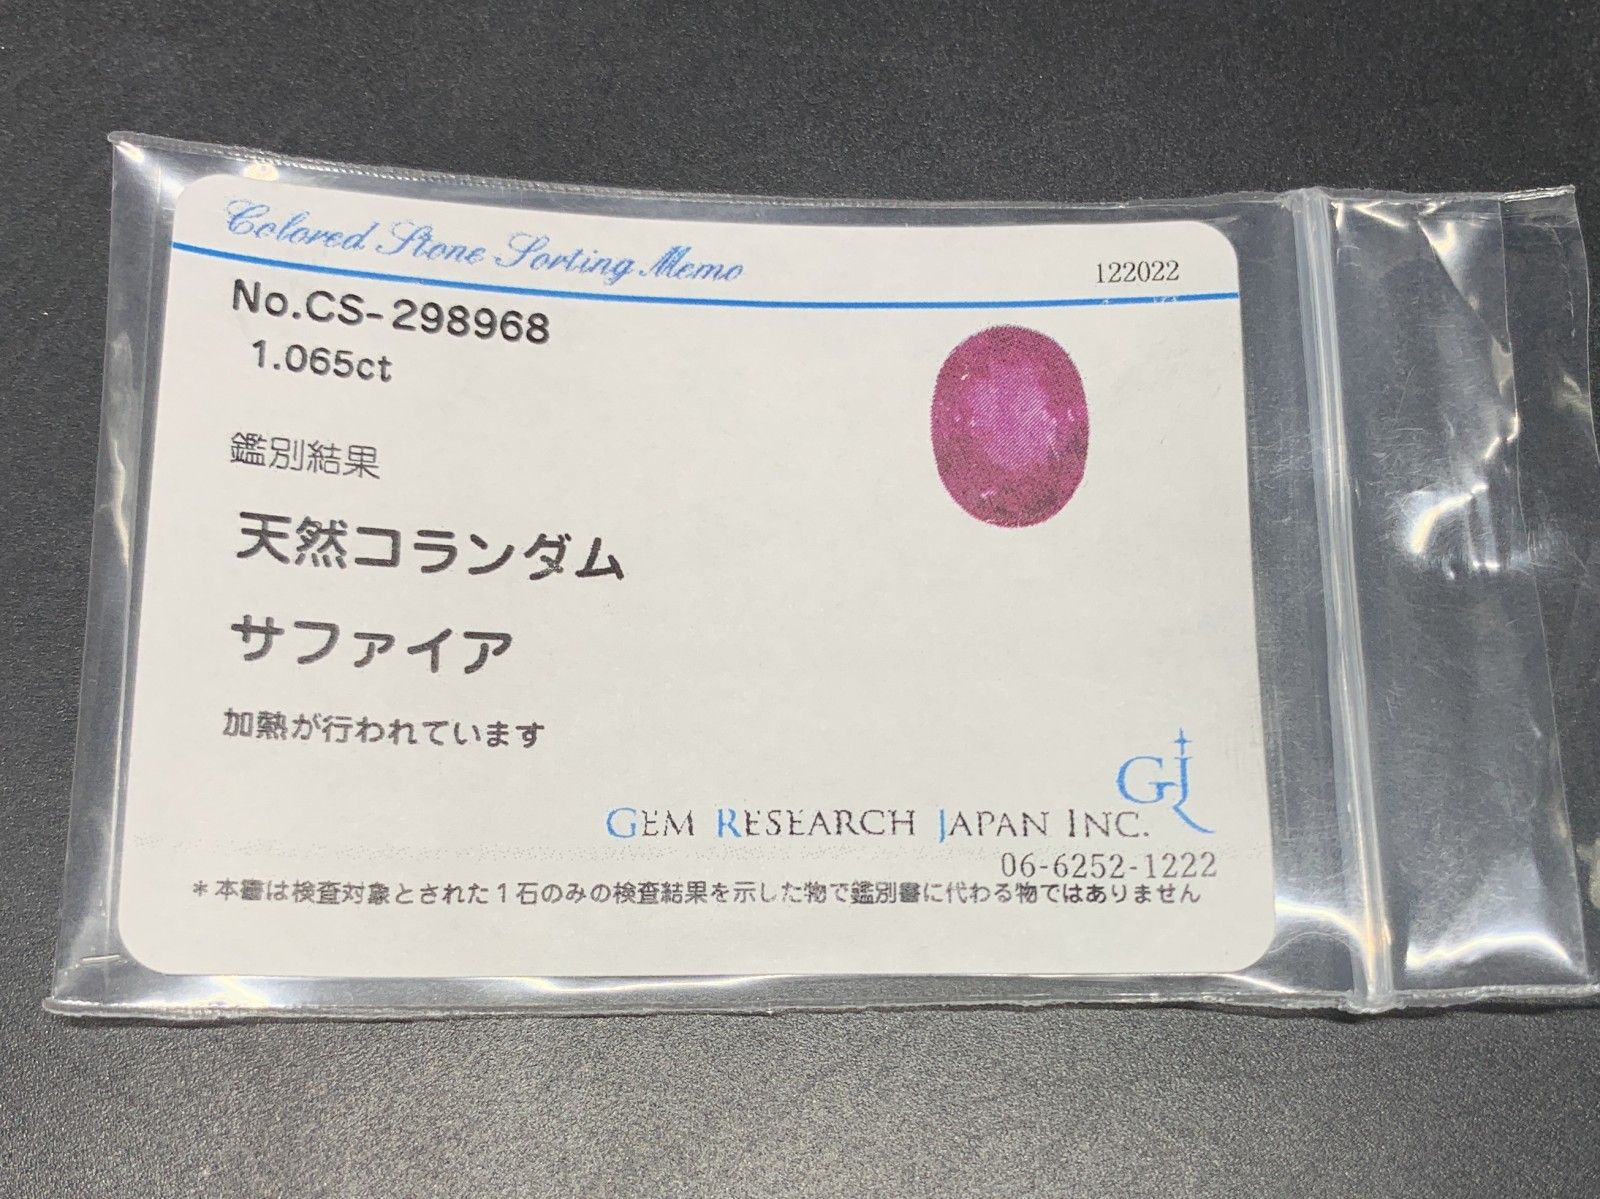 Colored Stone Sorting Memo
122022
No.CS-298968
1.065ct
鑑別結果
天然コランダム
サファイア
加熱が行われています
GJ
GEM RESEARCH JAPAN INC.
06-6252-1222
＊本書は検査対象とされた１石のみの検査結果を示した物で鑑別書に代わる物ではありません